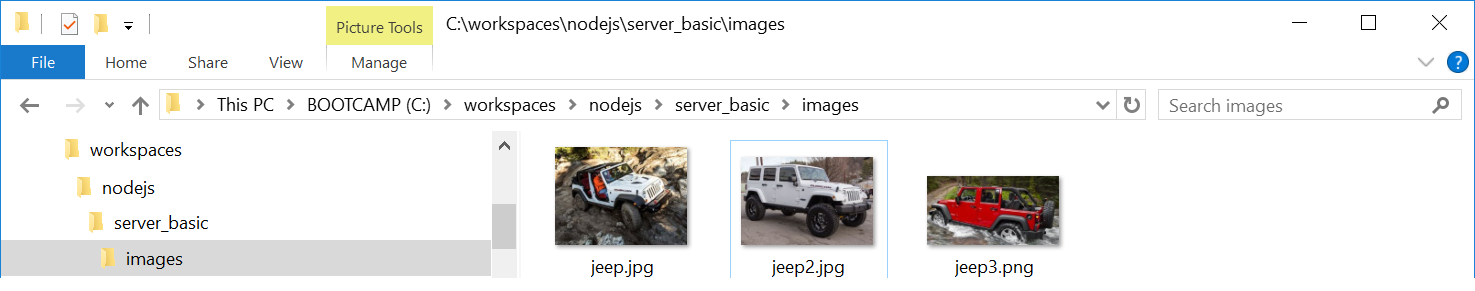 Picture Tools C:\workspaces\nodejs\server_basic\images
File Home Share View Manage
This PC BOOTCAMP (C:) workspaces nodejs server_basic images Search images
workspaces
nodejs
server_basic
images
jeep.jpg jeep2.jpg jeep3.png